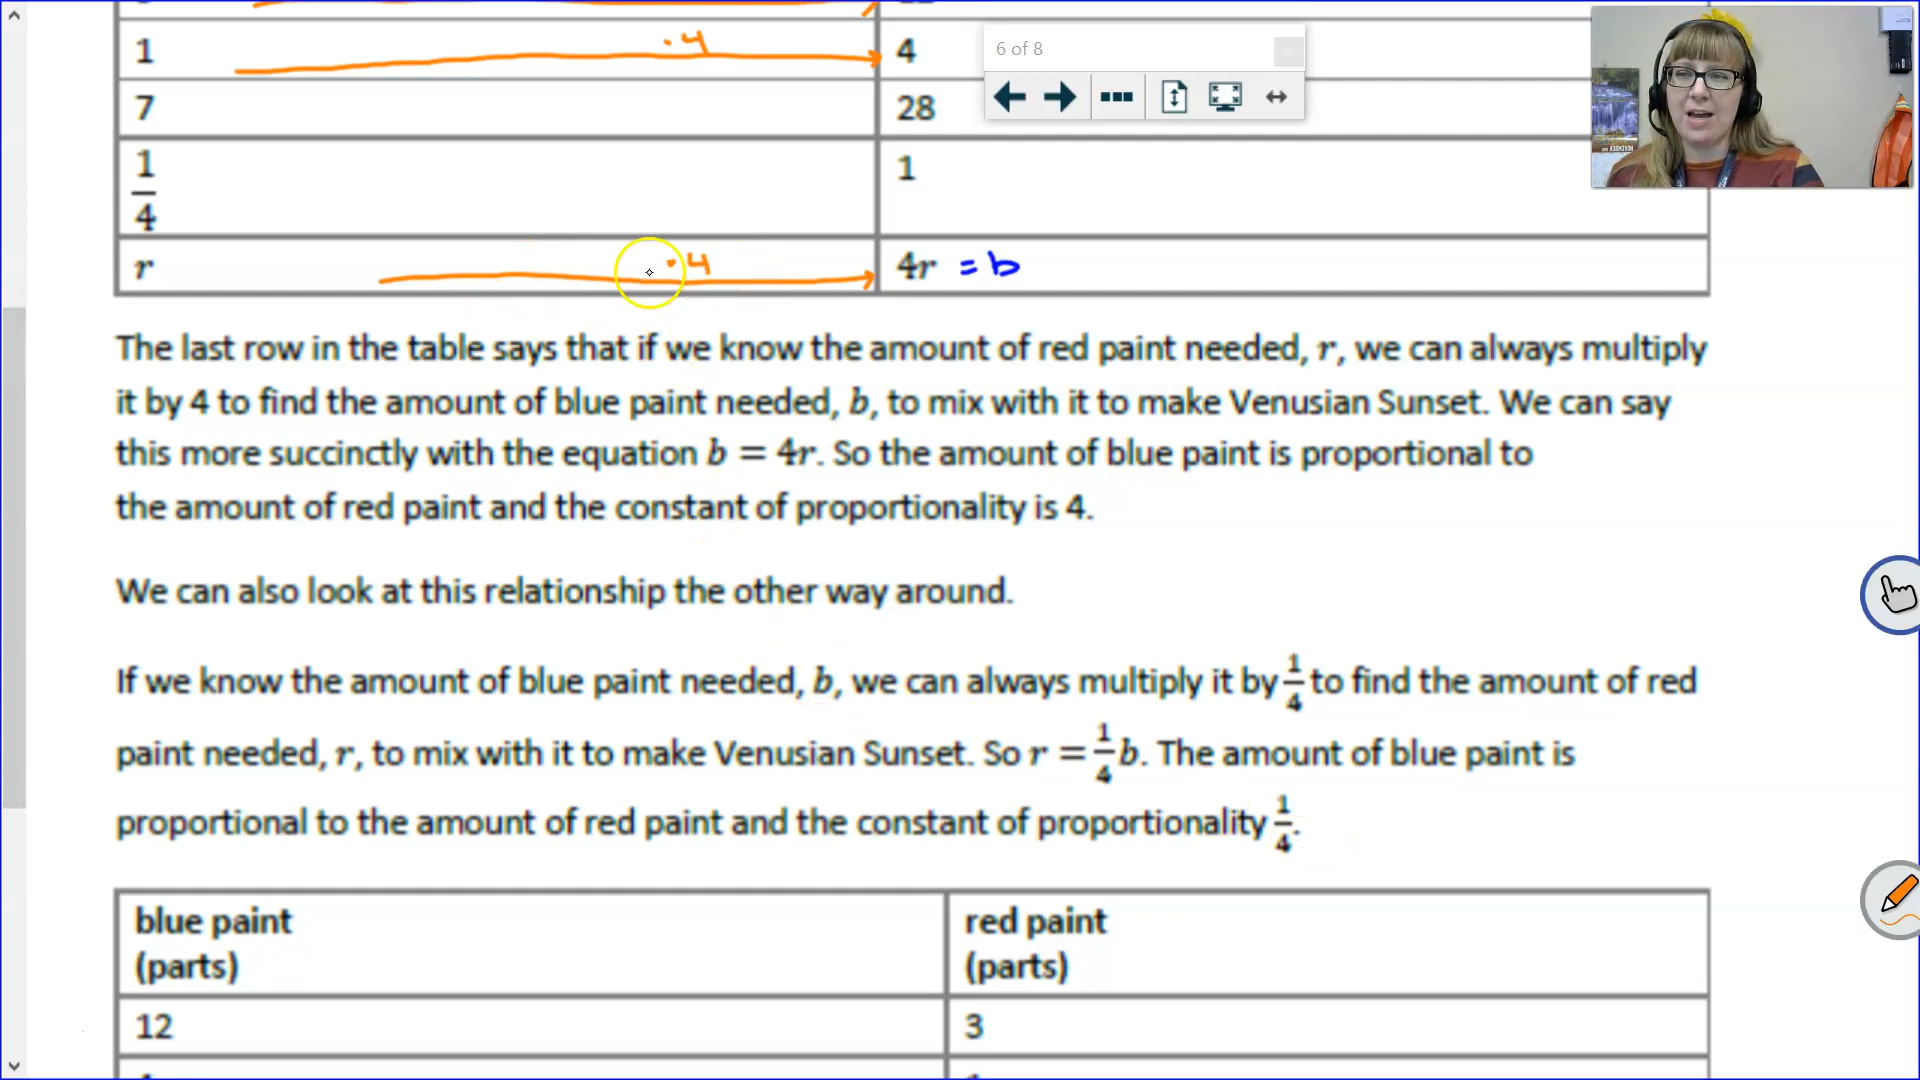 1 · 4 4
7 28
1/4 1
r · 4 4r = b
6 of 8
The last row in the table says that if we know the amount of red paint needed, r, we can always multiply
it by 4 to find the amount of blue paint needed, b, to mix with it to make Venusian Sunset. We can say
this more succinctly with the equation b = 4r. So the amount of blue paint is proportional to
the amount of red paint and the constant of proportionality is 4.
We can also look at this relationship the other way around.
If we know the amount of blue paint needed, b, we can always multiply it by 1/4 to find the amount of red
paint needed, r, to mix with it to make Venusian Sunset. So r = 1/4 b. The amount of blue paint is
proportional to the amount of red paint and the constant of proportionality 1/4.
blue paint red paint
(parts) (parts)
12 3